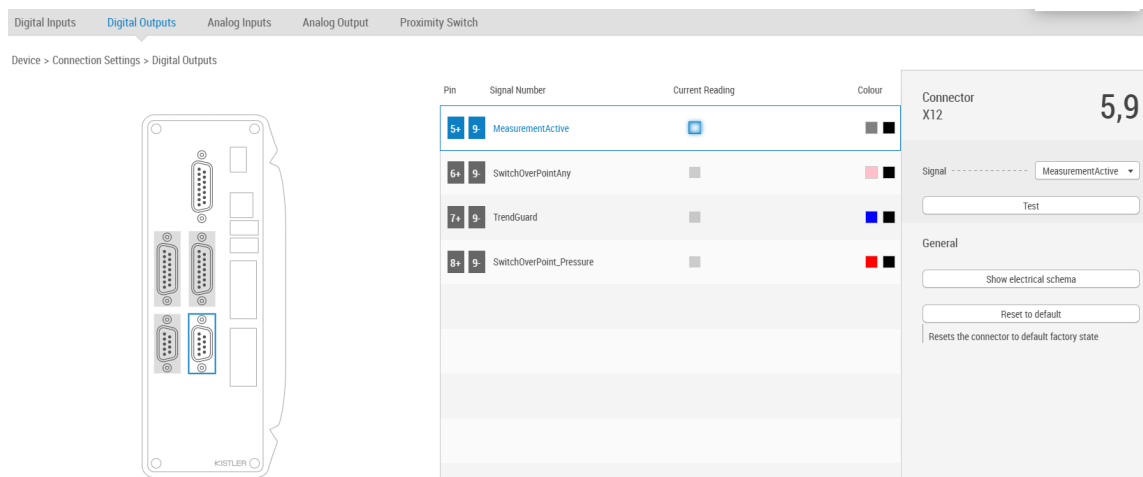 Digital Inputs Digital Outputs Analog Inputs Analog Output Proximity Switch
Device > Connection Settings > Digital Outputs
Pin Signal Number Current Reading Colour
5+ 9- MeasurementActive
6+ 9- SwitchOverPointAny
7+ 9- TrendGuard
8+ 9- SwitchOverPoint_Pressure
KISTLER
Connector
X12
5,9
Signal MeasurementActive
Test
General
Show electrical schema
Reset to default
Resets the connector to default factory state